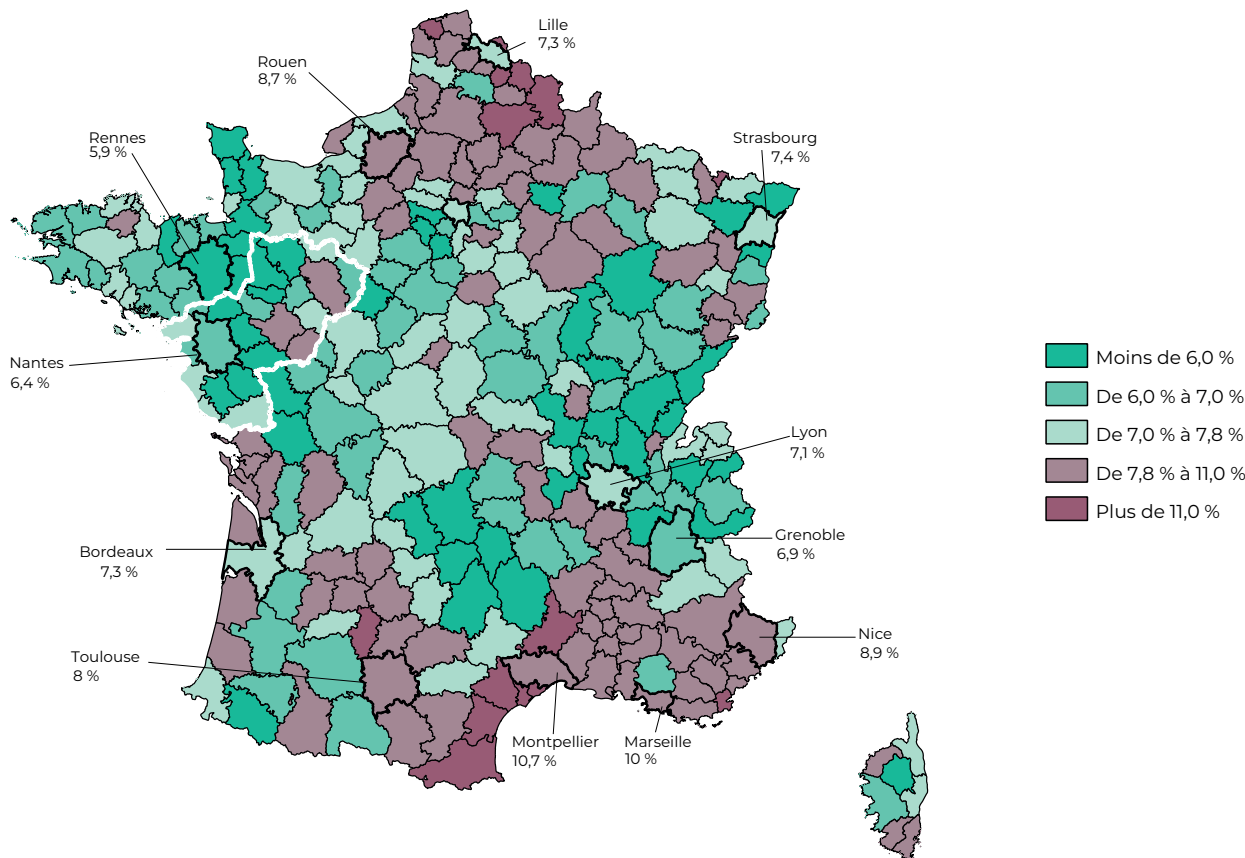 Lille
7,3 %
Rouen
8,7 %
Rennes
5,9 %
Strasbourg
7,4 %
Nantes
6,4 %
Moins de 6,0 %
De 6,0 % à 7,0 %
De 7,0 % à 7,8 %
De 7,8 % à 11,0 %
Plus de 11,0 %
Lyon
7,1 %
Bordeaux
7,3 %
Grenoble
6,9 %
Nice
8,9 %
Toulouse
8 %
Montpellier
10,7 %
Marseille
10 %